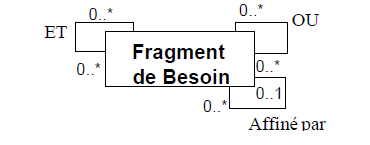 0..* 0..*
ET OU
Fragment
de Besoin
0..* 0..*
0..1
0..*
Affiné par